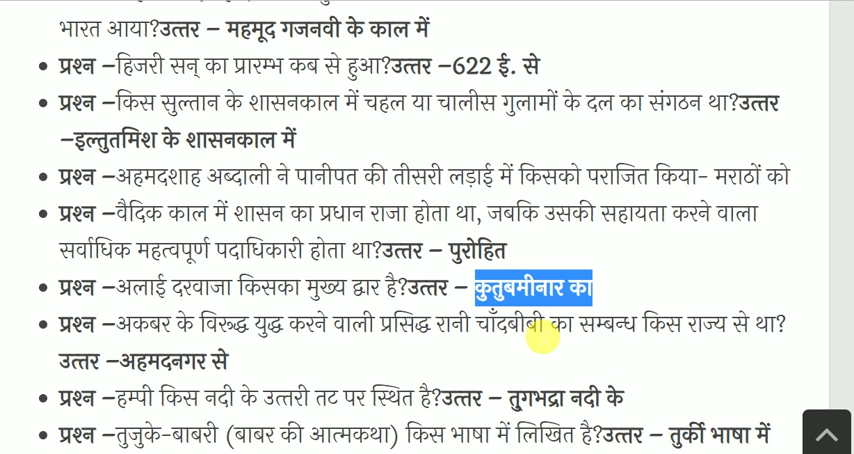 भारत आया?उत्तर – महमूद गजनवी के काल में
प्रश्न –हिजरी सन् का प्रारम्भ कब से हुआ?उत्तर –622 ई. से
प्रश्न –किस सुल्तान के शासनकाल में चहल या चालीस गुलामों के दल का संगठन था?उत्तर
–इल्तुतमिश के शासनकाल में
प्रश्न –अहमदशाह अब्दाली ने पानीपत की तीसरी लड़ाई में किसको पराजित किया- मराठों को
प्रश्न –वैदिक काल में शासन का प्रधान राजा होता था, जबकि उसकी सहायता करने वाला
सर्वाधिक महत्वपूर्ण पदाधिकारी होता था?उत्तर – पुरोहित
प्रश्न –अलाई दरवाजा किसका मुख्य द्वार है?उत्तर – कुतुबमीनार का
प्रश्न –अकबर के विरुद्ध युद्ध करने वाली प्रसिद्ध रानी चाँदबीबी का सम्बन्ध किस राज्य से था?
उत्तर –अहमदनगर से
प्रश्न –हम्पी किस नदी के उत्तरी तट पर स्थित है?उत्तर – तुगभद्रा नदी के
प्रश्न –तुजुके-बाबरी (बाबर की आत्मकथा) किस भाषा में लिखित है?उत्तर – तुर्की भाषा में